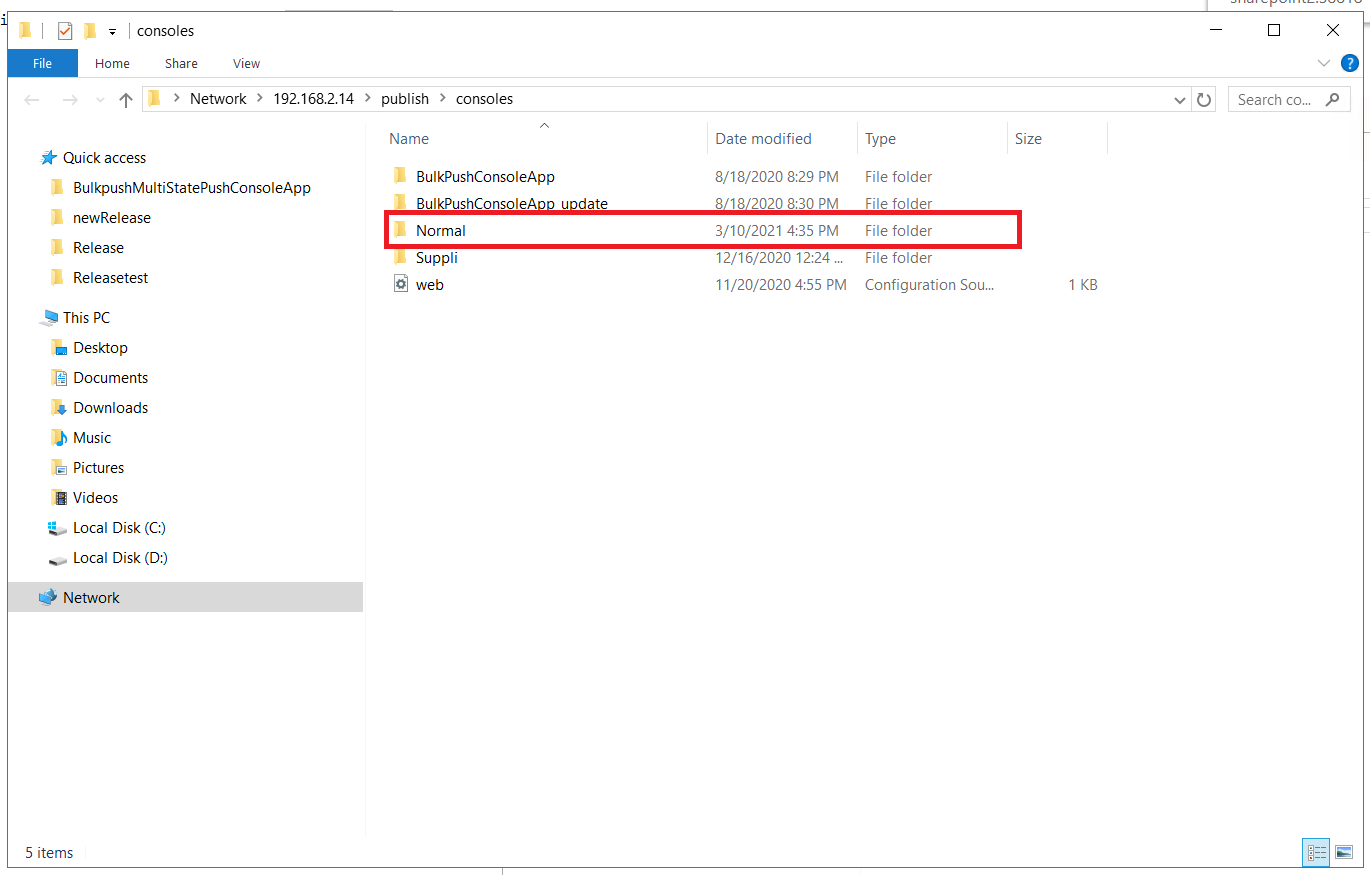 consoles
File Home Share View
Network 192.168.2.14 publish consoles Search co...
Name Date modified Type Size
Quick access
BulkpushMultiStatePushConsoleApp
newRelease
Release
Releasetest
This PC
Desktop
Documents
Downloads
Music
Pictures
Videos
Local Disk (C:)
Local Disk (D:)
Network
BulkPushConsoleApp 8/18/2020 8:29 PM File folder
BulkPushConsoleApp_update 8/18/2020 8:30 PM File folder
Normal 3/10/2021 4:35 PM File folder
Suppli 12/16/2020 12:24 ... File folder
web 11/20/2020 4:55 PM Configuration Sou... 1 KB
5 items